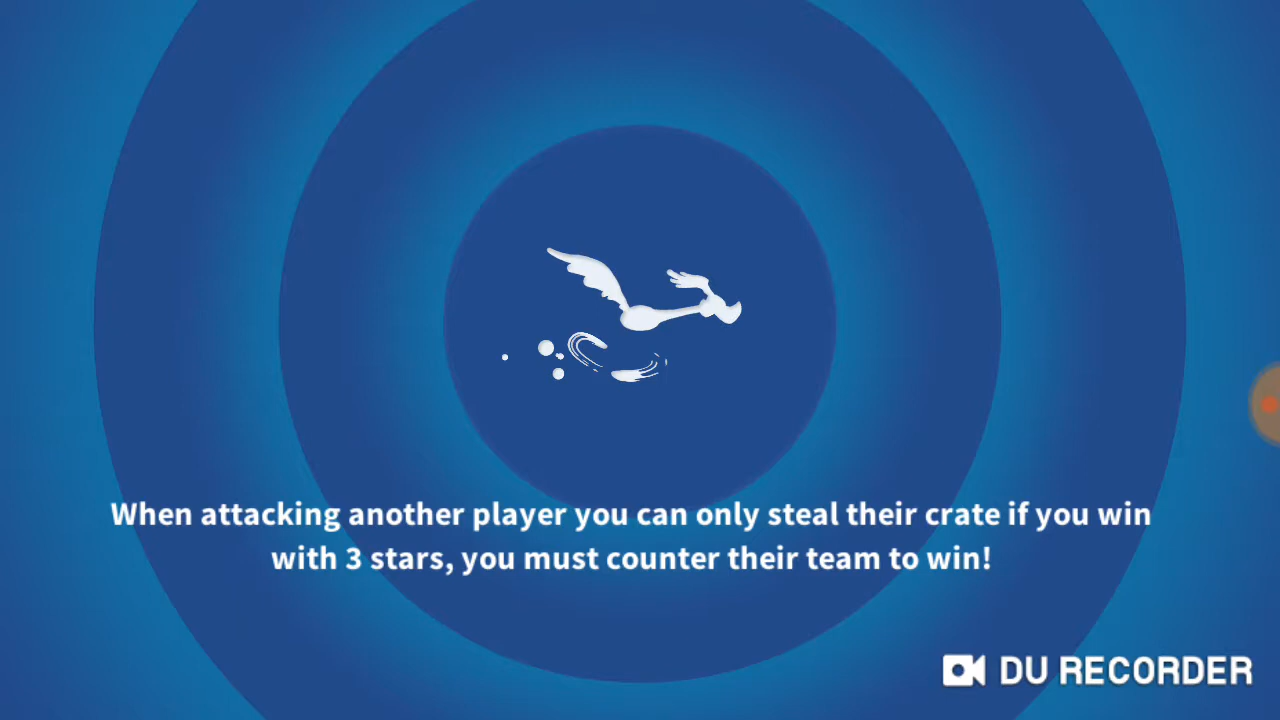 When attacking another player you can only steal their crate if you win
with 3 stars, you must counter their team to win!
DU RECORDER